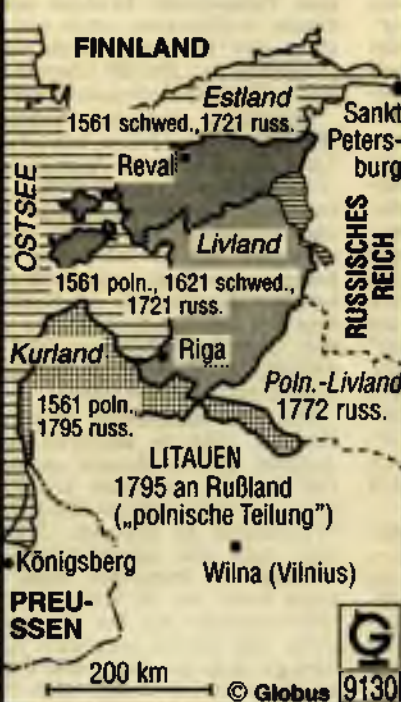 FINNLAND
Estland
1561 schwed.,1721 russ.
Sankt
Peters-
burg
Reval
OSTSEE
RUSSISCHES
REICH
Livland
1561 poln., 1621 schwed.,
1721 russ.
Kurland
Riga
1561 poln.,
1795 russ.
Poln.-Livland
1772 russ.
LITAUEN
1795 an Rußland
(„polnische Teilung")
Königsberg
Wilna (Vilnius)
PREU-
SSEN
200 km
© Globus
G
9130